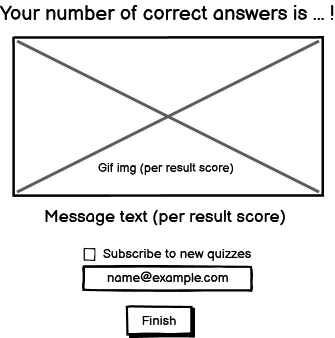 Your number of correct answers is ... !
Gif img (per result score)
Message text (per result score)
Subscribe to new quizzes
name@example.com
Finish